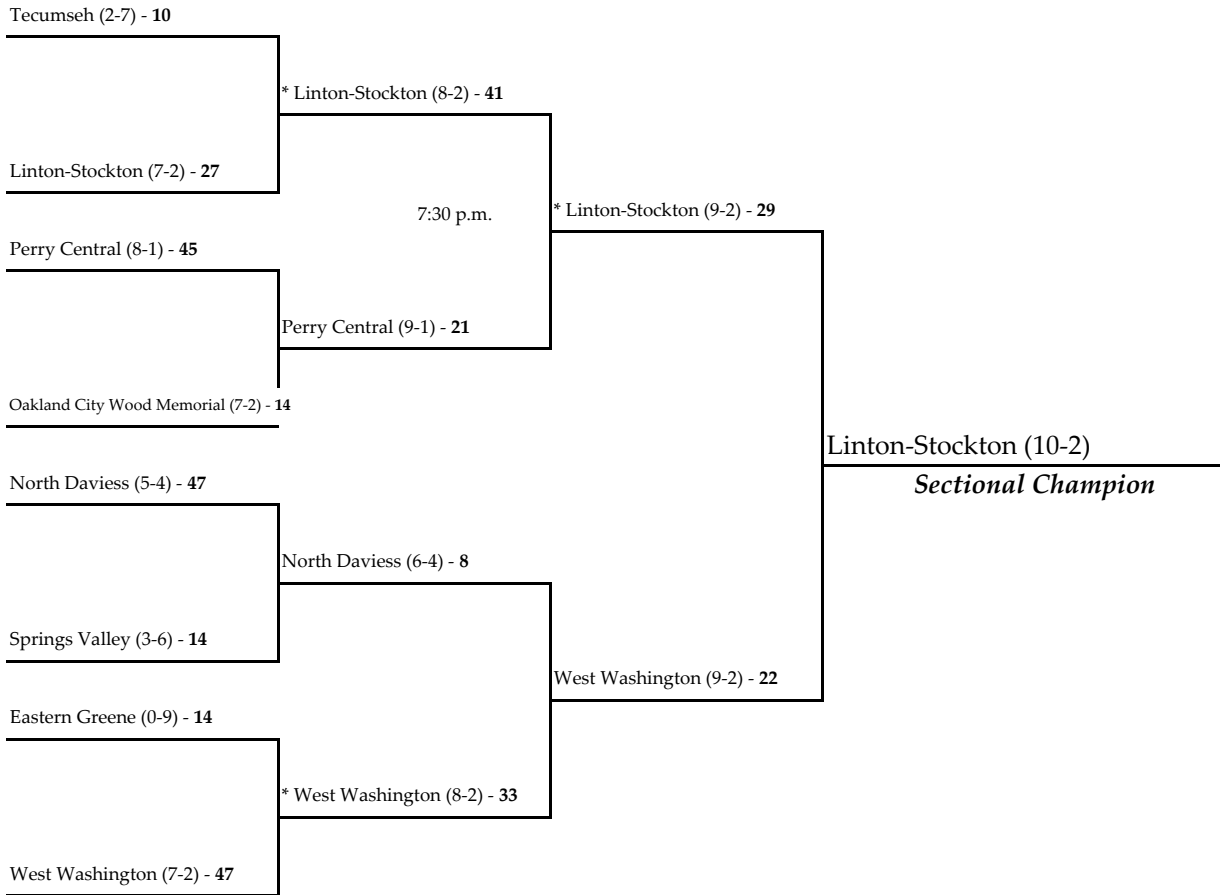 Tecumseh (2-7) - 10
* Linton-Stockton (8-2) - 41
Linton-Stockton (7-2) - 27
7:30 p.m.
* Linton-Stockton (9-2) - 29
Perry Central (8-1) - 45
Perry Central (9-1) - 21
Oakland City Wood Memorial (7-2) - 14
Linton-Stockton (10-2)
Sectional Champion
North Daviess (5-4) - 47
North Daviess (6-4) - 8
Springs Valley (3-6) - 14
West Washington (9-2) - 22
Eastern Greene (0-9) - 14
* West Washington (8-2) - 33
West Washington (7-2) - 47